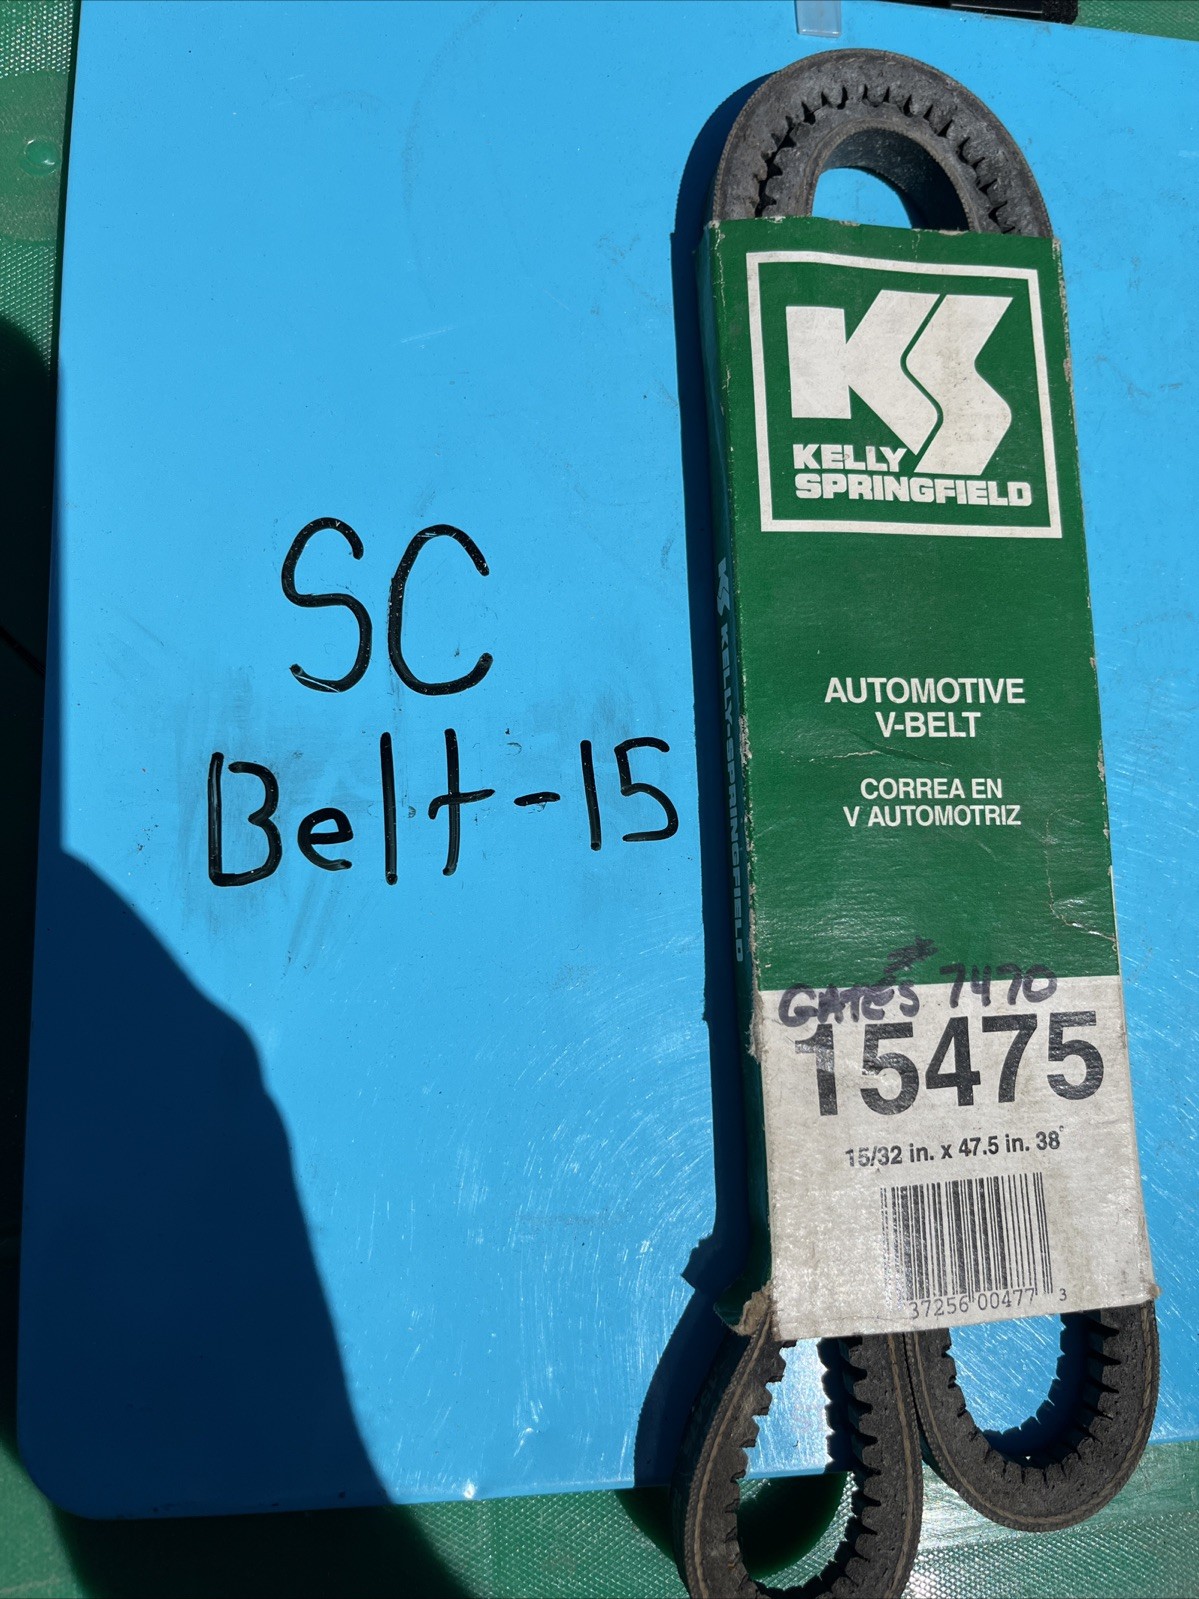 SC
Belt-15
KS
KELLY
SPRINGFIELD
KS KELLY-SPRINGFIELD
AUTOMOTIVE
V-BELT
CORREA EN
V AUTOMOTRIZ
GATES 7470
15475
15/32 in. x 47.5 in. 38°
37256 00477 3